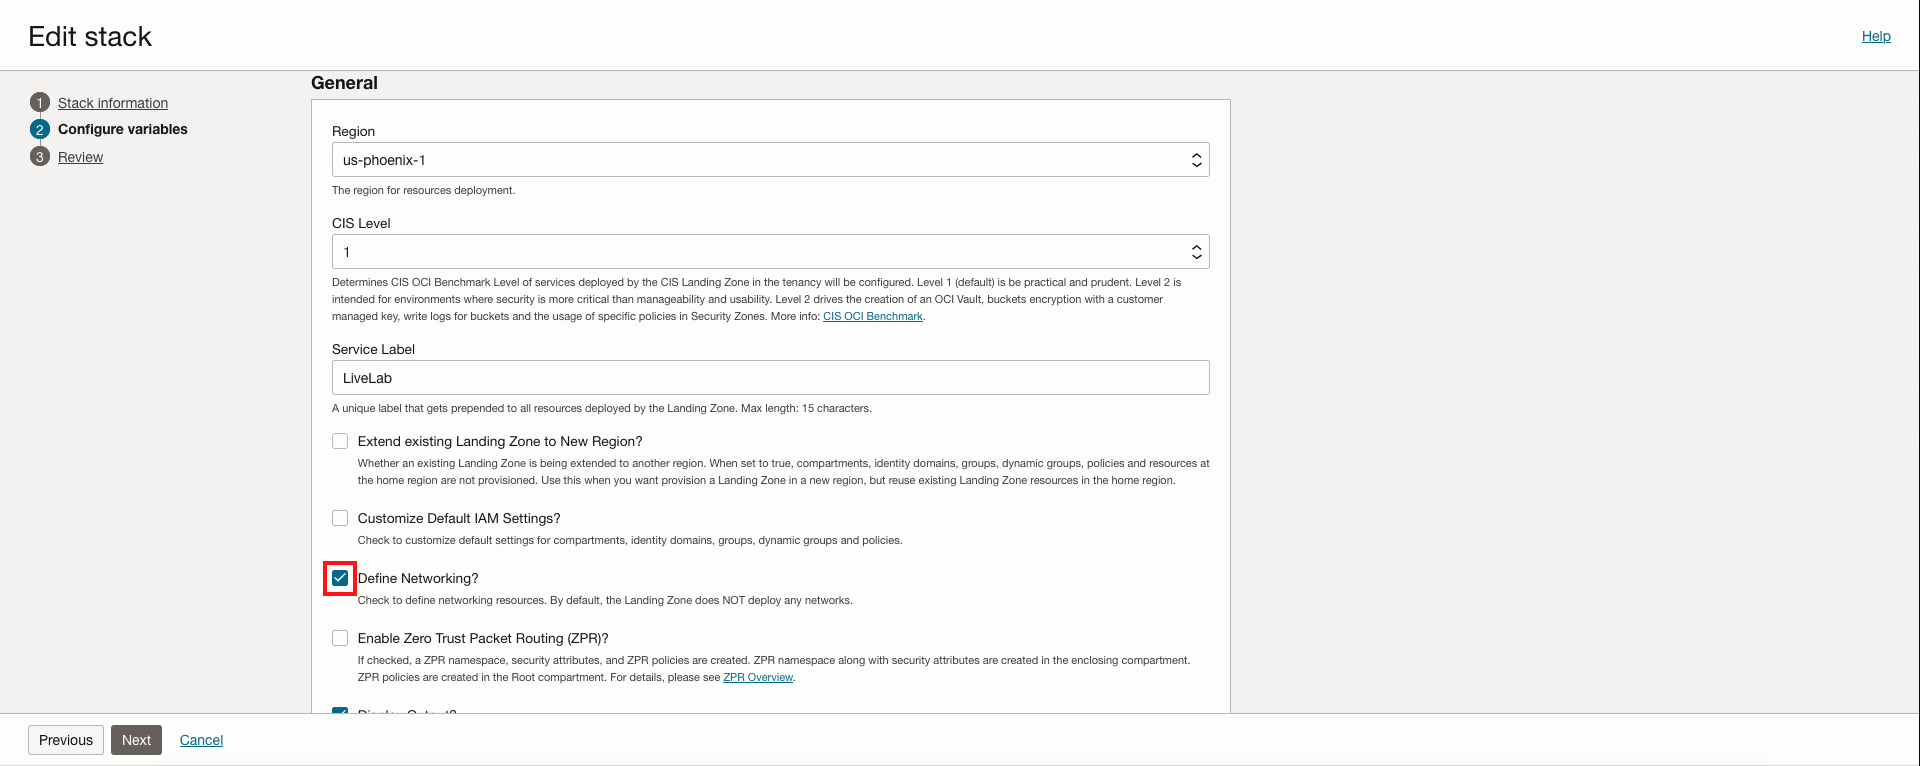 Edit stack
Help
1 Stack information
2 Configure variables
3 Review
General
Region
us-phoenix-1
The region for resources deployment.
CIS Level
1
Determines CIS OCI Benchmark Level of services deployed by the CIS Landing Zone in the tenancy will be configured. Level 1 (default) is be practical and prudent. Level 2 is
intended for environments where security is more critical than manageability and usability. Level 2 drives the creation of an OCI Vault, buckets encryption with a customer
managed key, write logs for buckets and the usage of specific policies in Security Zones. More info: CIS OCI Benchmark.
Service Label
LiveLab
A unique label that gets prepended to all resources deployed by the Landing Zone. Max length: 15 characters.
Extend existing Landing Zone to New Region?
Whether an existing Landing Zone is being extended to another region. When set to true, compartments, identity domains, groups, dynamic groups, policies and resources at
the home region are not provisioned. Use this when you want provision a Landing Zone in a new region, but reuse existing Landing Zone resources in the home region.
Customize Default IAM Settings?
Check to customize default settings for compartments, identity domains, groups, dynamic groups and policies.
Define Networking?
Check to define networking resources. By default, the Landing Zone does NOT deploy any networks.
Enable Zero Trust Packet Routing (ZPR)?
If checked, a ZPR namespace, security attributes, and ZPR policies are created. ZPR namespace along with security attributes are created in the enclosing compartment.
ZPR policies are created in the Root compartment. For details, please see ZPR Overview.
Display Output?
Previous
Next
Cancel